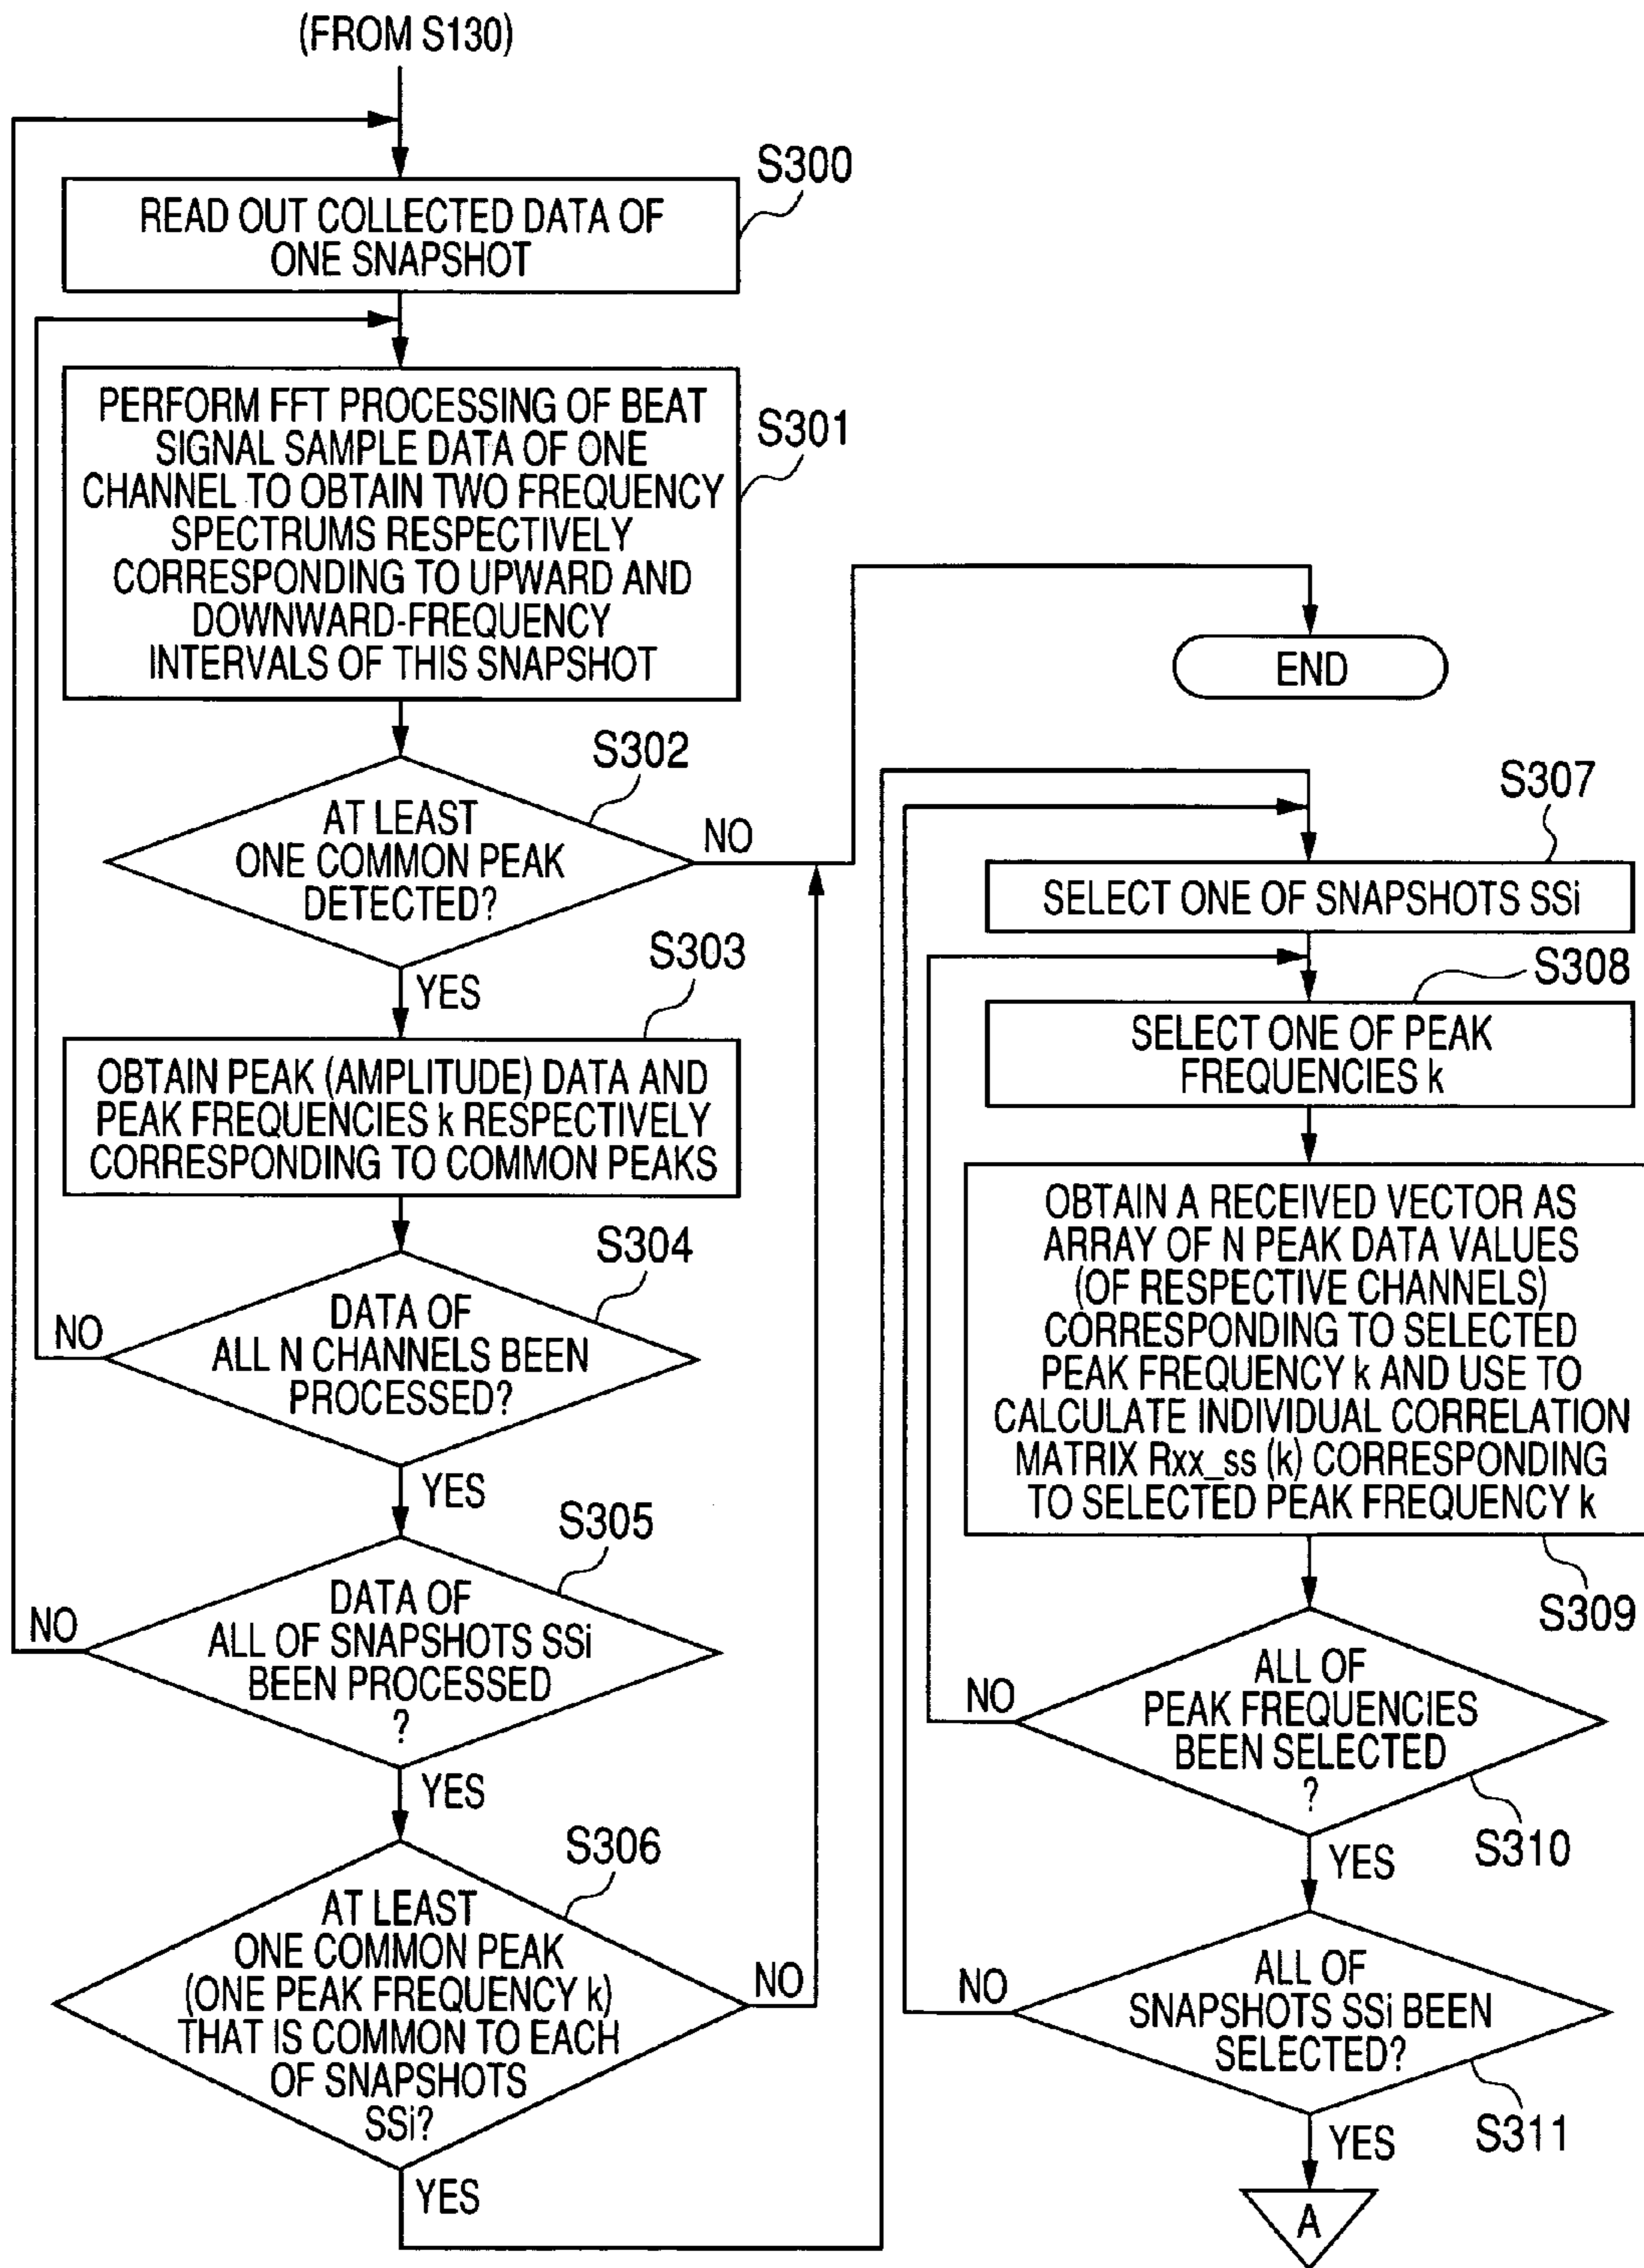 (FROM S130)
S300
READ OUT COLLECTED DATA OF
ONE SNAPSHOT
S301
PERFORM FFT PROCESSING OF BEAT
SIGNAL SAMPLE DATA OF ONE
CHANNEL TO OBTAIN TWO FREQUENCY
SPECTRUMS RESPECTIVELY
CORRESPONDING TO UPWARD AND
DOWNWARD-FREQUENCY
INTERVALS OF THIS SNAPSHOT
S302
AT LEAST
ONE COMMON PEAK
DETECTED?
NO
YES
END
S303
OBTAIN PEAK (AMPLITUDE) DATA AND
PEAK FREQUENCIES k RESPECTIVELY
CORRESPONDING TO COMMON PEAKS
S304
DATA OF
ALL N CHANNELS BEEN
PROCESSED?
NO
YES
S305
DATA OF
ALL OF SNAPSHOTS SSi
BEEN PROCESSED
?
NO
YES
S306
AT LEAST
ONE COMMON PEAK
(ONE PEAK FREQUENCY k)
THAT IS COMMON TO EACH
OF SNAPSHOTS
SSi?
NO
YES
S307
SELECT ONE OF SNAPSHOTS SSi
S308
SELECT ONE OF PEAK
FREQUENCIES k
OBTAIN A RECEIVED VECTOR AS
ARRAY OF N PEAK DATA VALUES
(OF RESPECTIVE CHANNELS)
CORRESPONDING TO SELECTED
PEAK FREQUENCY k AND USE TO
CALCULATE INDIVIDUAL CORRELATION
MATRIX Rxx_ss (k) CORRESPONDING
TO SELECTED PEAK FREQUENCY k
S309
ALL OF
PEAK FREQUENCIES
BEEN SELECTED
?
NO
S310
YES
ALL OF
SNAPSHOTS SSi BEEN
SELECTED?
NO
S311
YES
A